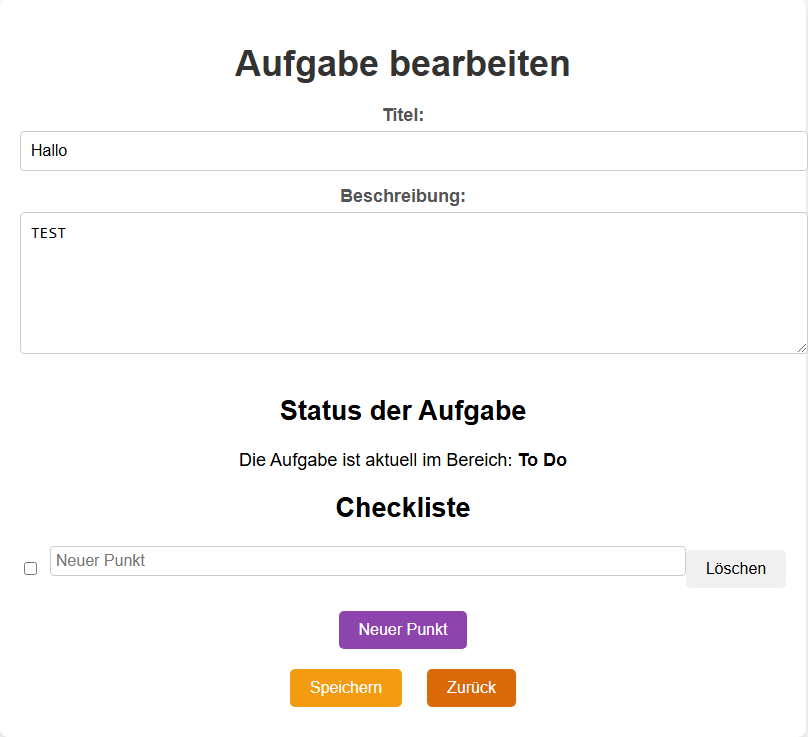 Aufgabe bearbeiten
Titel:
Hallo
Beschreibung:
TEST
Status der Aufgabe
Die Aufgabe ist aktuell im Bereich: To Do
Checkliste
Neuer Punkt Löschen
Neuer Punkt
Speichern Zurück